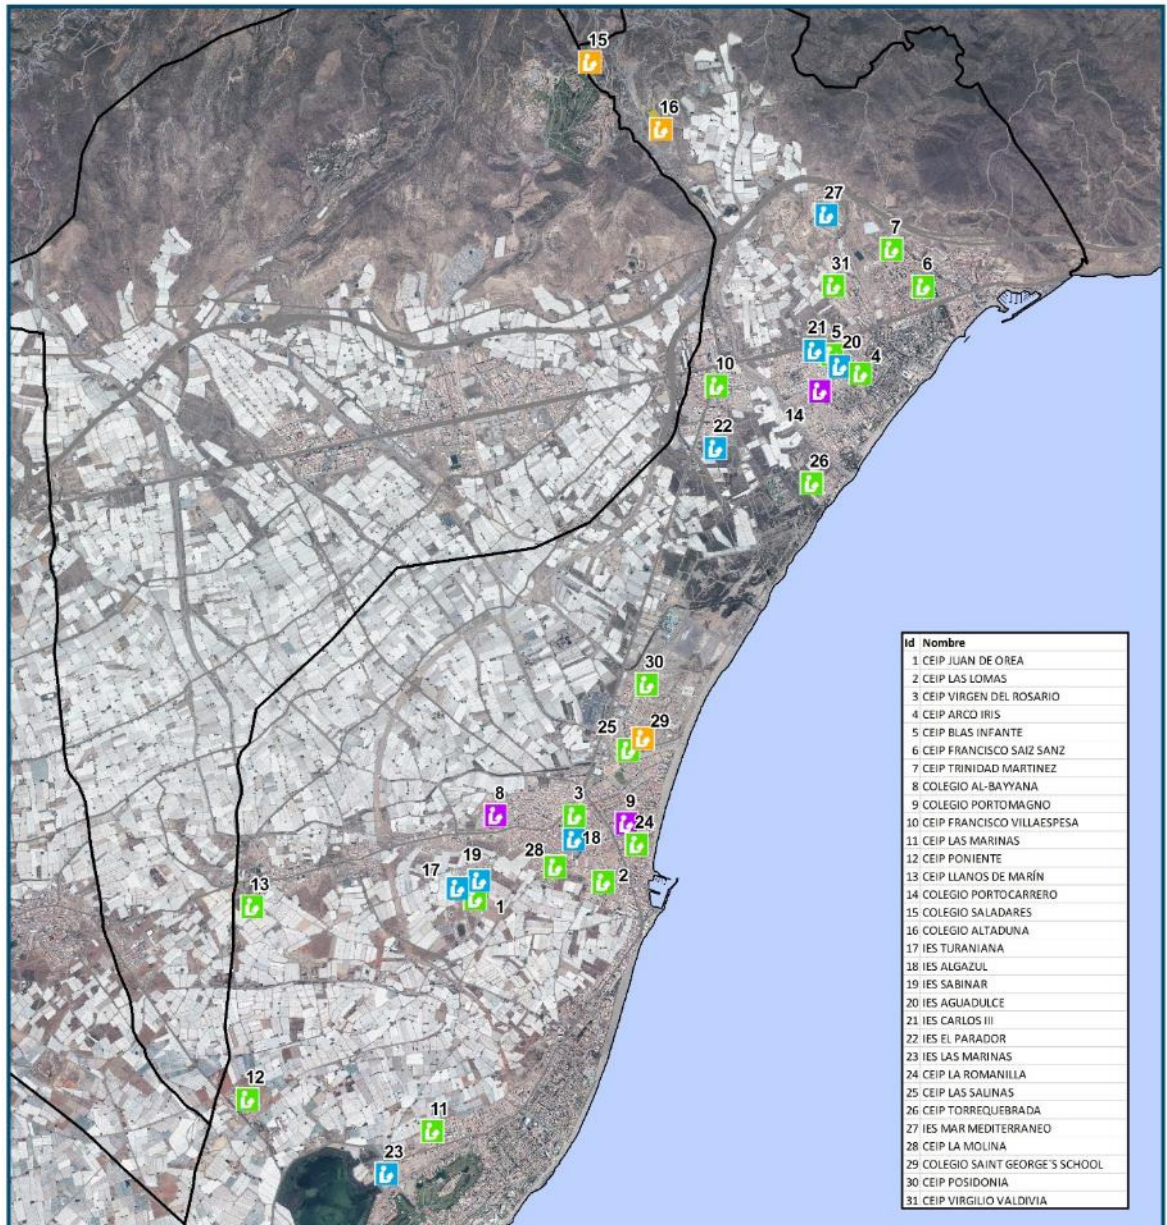 15
16
27
7
31
6
21
5
20
4
10
14
22
26
30
25
29
8
3
9
24
18
28
19
17
2
13
1
12
11
23
Id Nombre
1 CEIP JUAN DE OREA
2 CEIP LAS LOMAS
3 CEIP VIRGEN DEL ROSARIO
4 CEIP ARCO IRIS
5 CEIP BLAS INFANTE
6 CEIP FRANCISCO SAIZ SANZ
7 CEIP TRINIDAD MARTINEZ
8 COLEGIO AL-BAYYANA
9 COLEGIO PORTOMAGNO
10 CEIP FRANCISCO VILLAESPESA
11 CEIP LAS MARINAS
12 CEIP PONIENTE
13 CEIP LLANOS DE MARÍN
14 COLEGIO PORTOCARRERO
15 COLEGIO SALADARES
16 COLEGIO ALTADUNA
17 IES TURANIANA
18 IES ALGAZUL
19 IES SABINAR
20 IES AGUADULCE
21 IES CARLOS III
22 IES EL PARADOR
23 IES LAS MARINAS
24 CEIP LA ROMANILLA
25 CEIP LAS SALINAS
26 CEIP TORREQUEBRADA
27 IES MAR MEDITERRANEO
28 CEIP LA MOLINA
29 COLEGIO SAINT GEORGE´S SCHOOL
30 CEIP POSIDONIA
31 CEIP VIRGILIO VALDIVIA